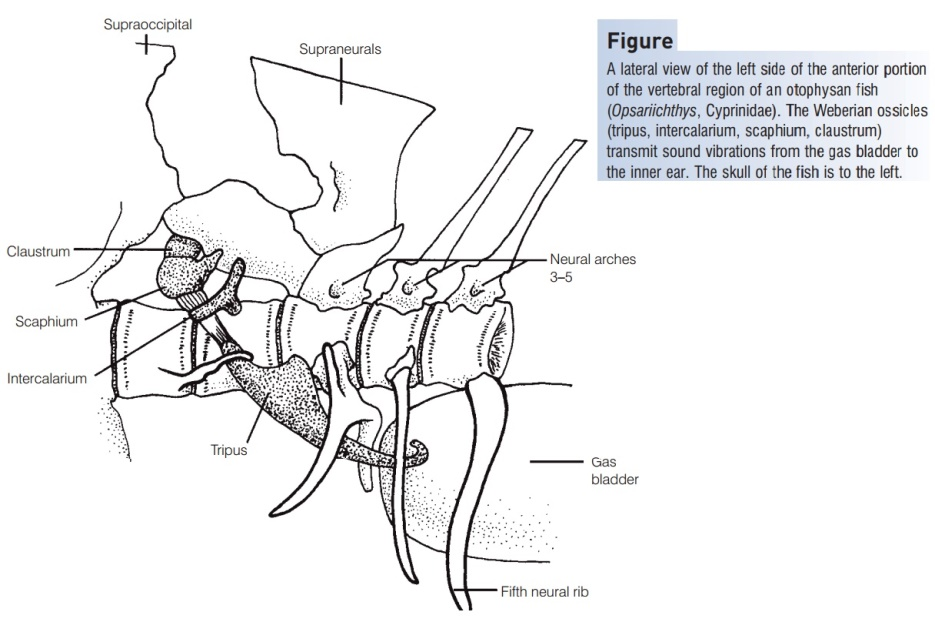 Supraoccipital
Supraneurals
Claustrum
Scaphium
Intercalarium
Tripus
Neural arches
3–5
Gas
bladder
Fifth neural rib
Figure
A lateral view of the left side of the anterior portion
of the vertebral region of an otophysan fish
(Opsariichthys, Cyprinidae). The Weberian ossicles
(tripus, intercalarium, scaphium, claustrum)
transmit sound vibrations from the gas bladder to
the inner ear. The skull of the fish is to the left.